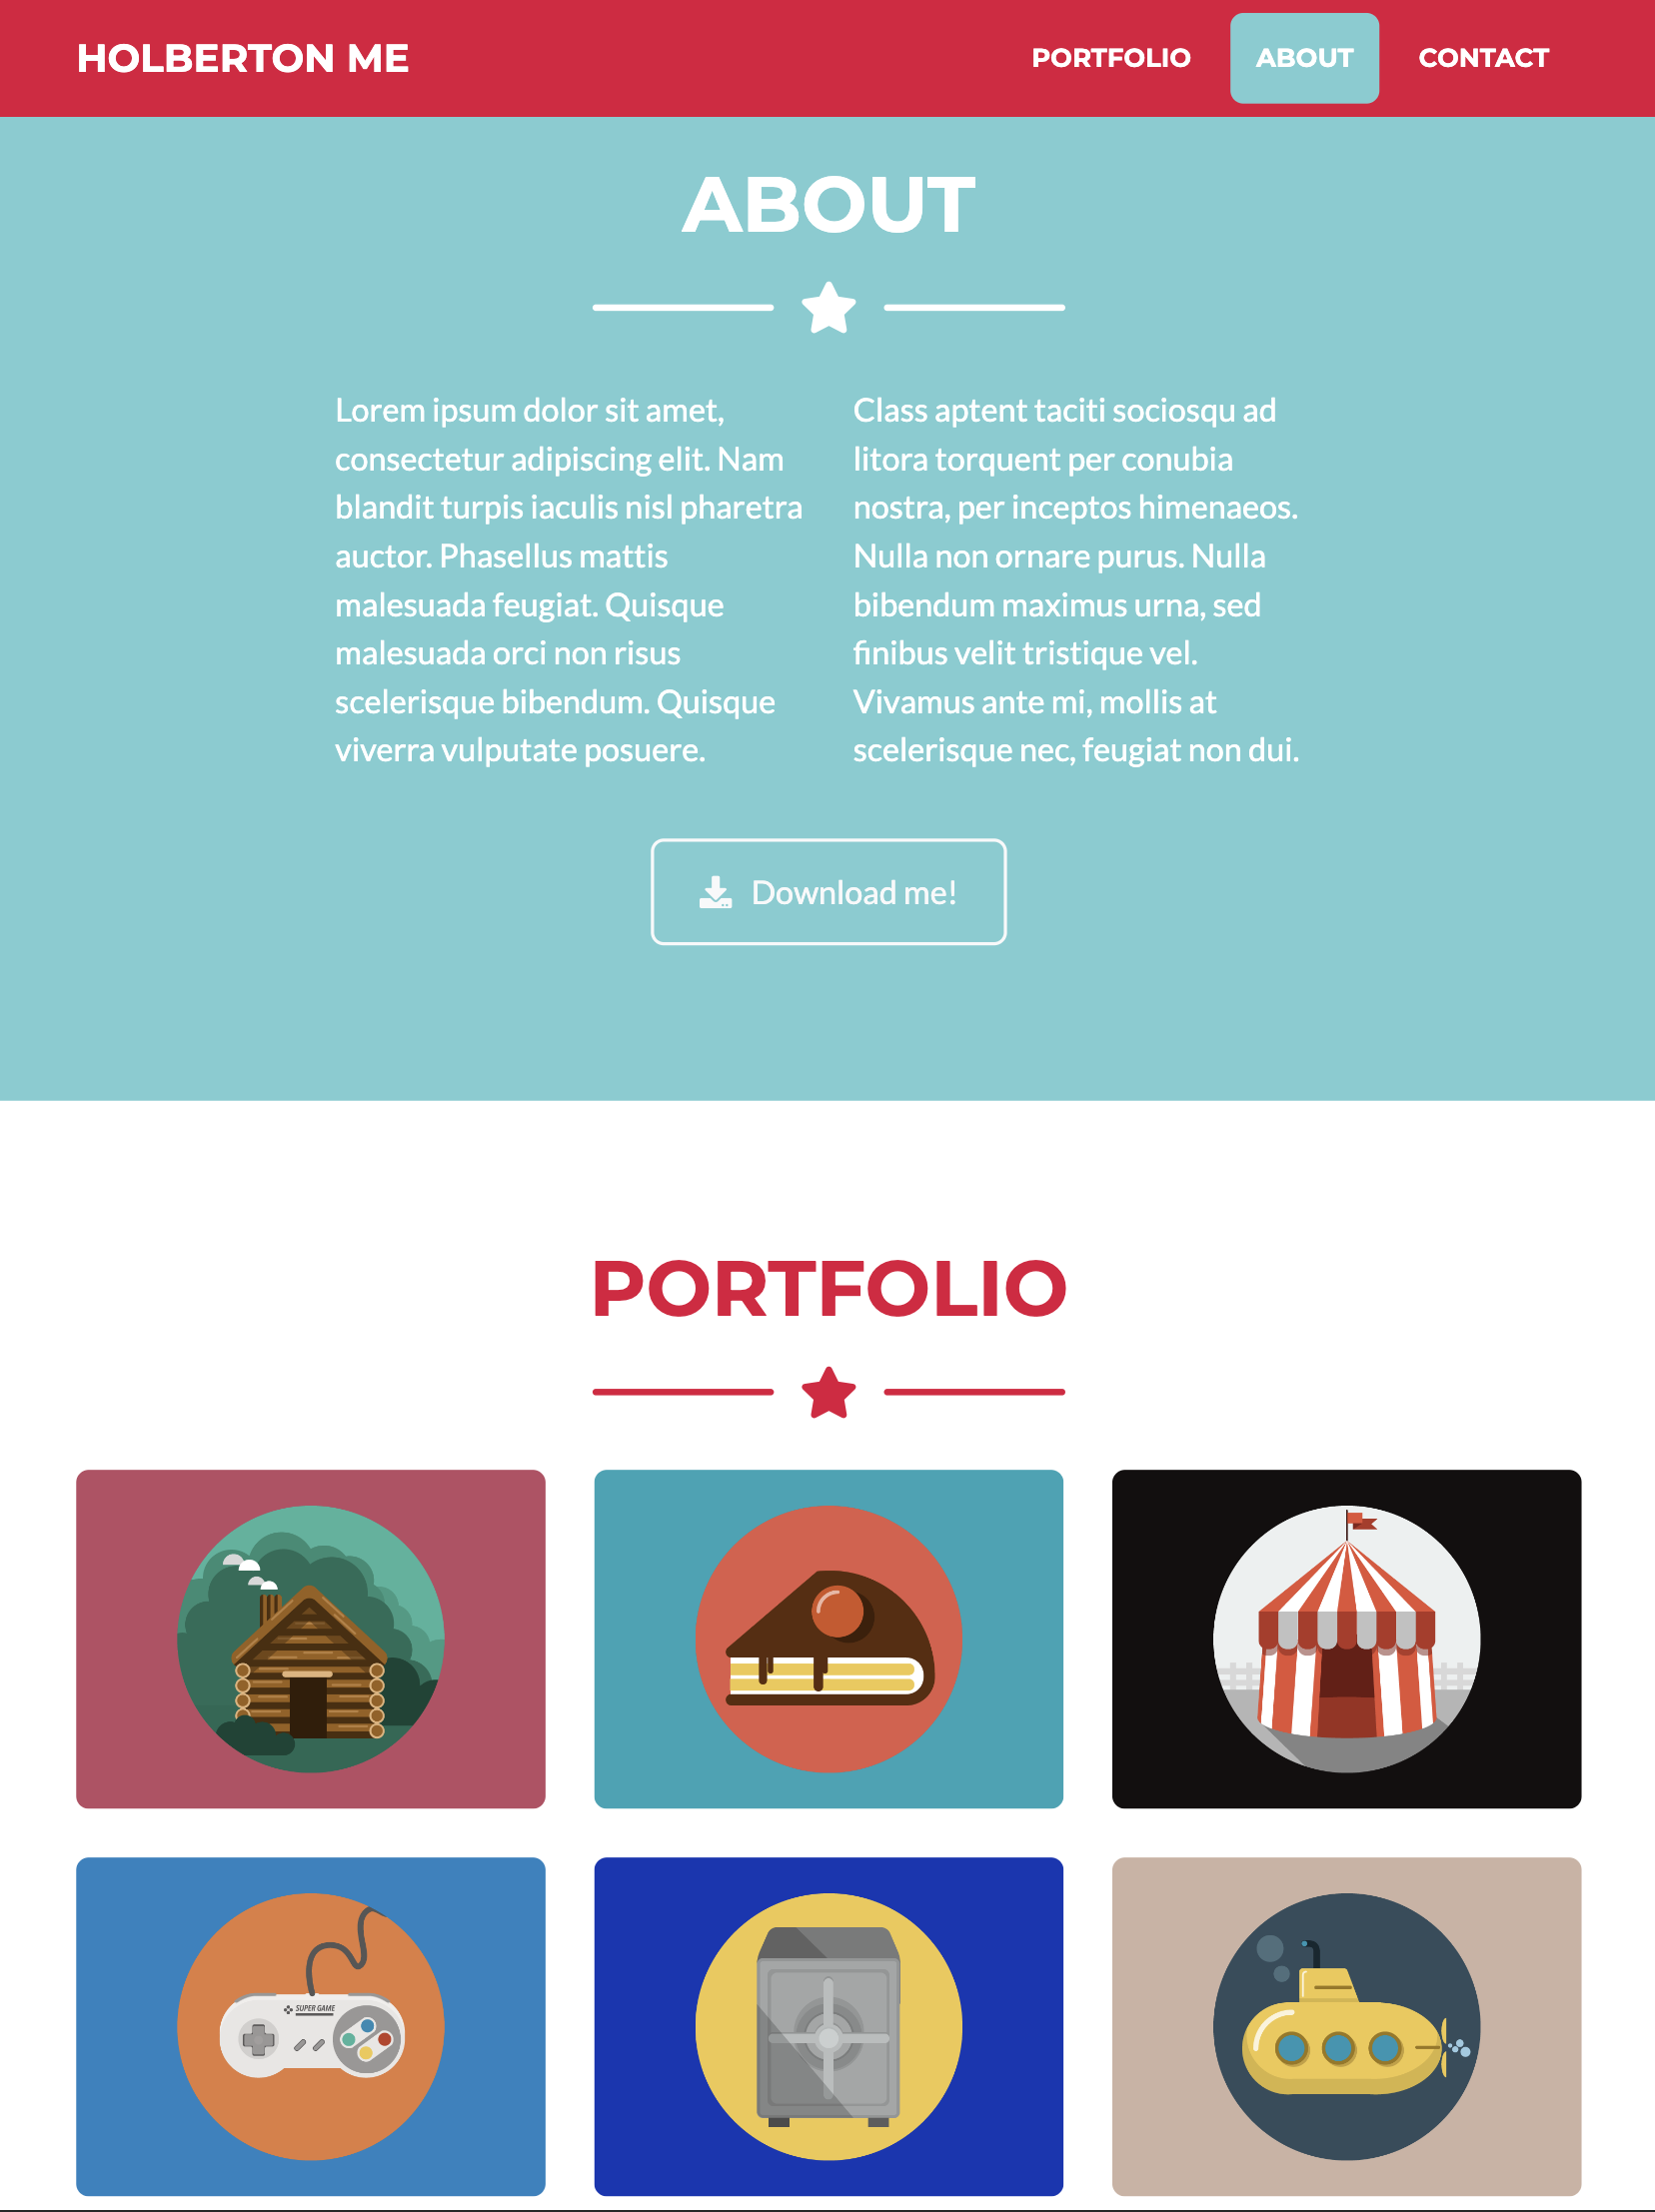 HOLBERTON ME
PORTFOLIO
ABOUT
CONTACT
ABOUT
Lorem ipsum dolor sit amet,
consectetur adipiscing elit. Nam
blandit turpis iaculis nisl pharetra
auctor. Phasellus mattis
malesuada feugiat. Quisque
malesuada orci non risus
scelerisque bibendum. Quisque
viverra vulputate posuere.
Class aptent taciti sociosqu ad
litora torquent per conubia
nostra, per inceptos himenaeos.
Nulla non ornare purus. Nulla
bibendum maximus urna, sed
finibus velit tristique vel.
Vivamus ante mi, mollis at
scelerisque nec, feugiat non dui.
Download me!
PORTFOLIO
SUPER GAME